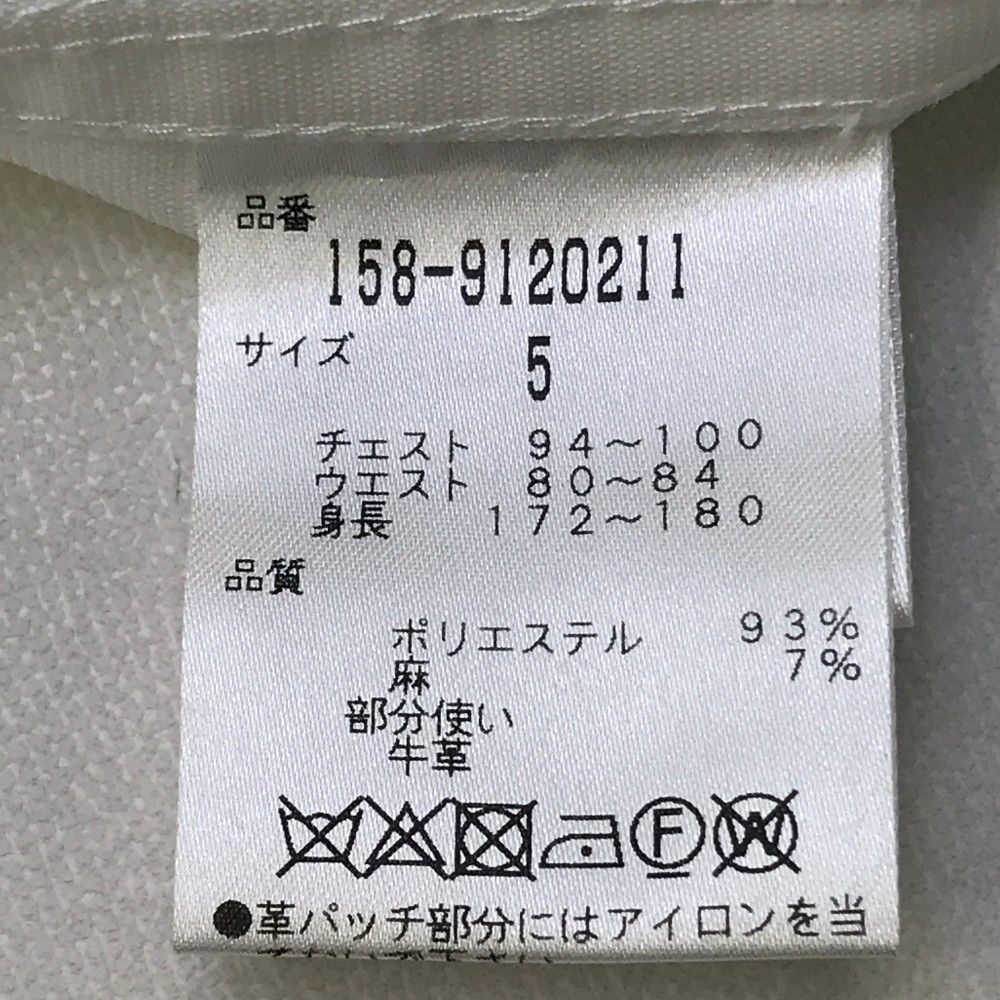 品番
158-9120211
サイズ 5
チェスト 94〜100
ウエスト 80〜84
身長 172〜180
品質
ポリエステル 93%
麻 7%
部分使い
牛革
F W
●革パッチ部分にはアイロンを当